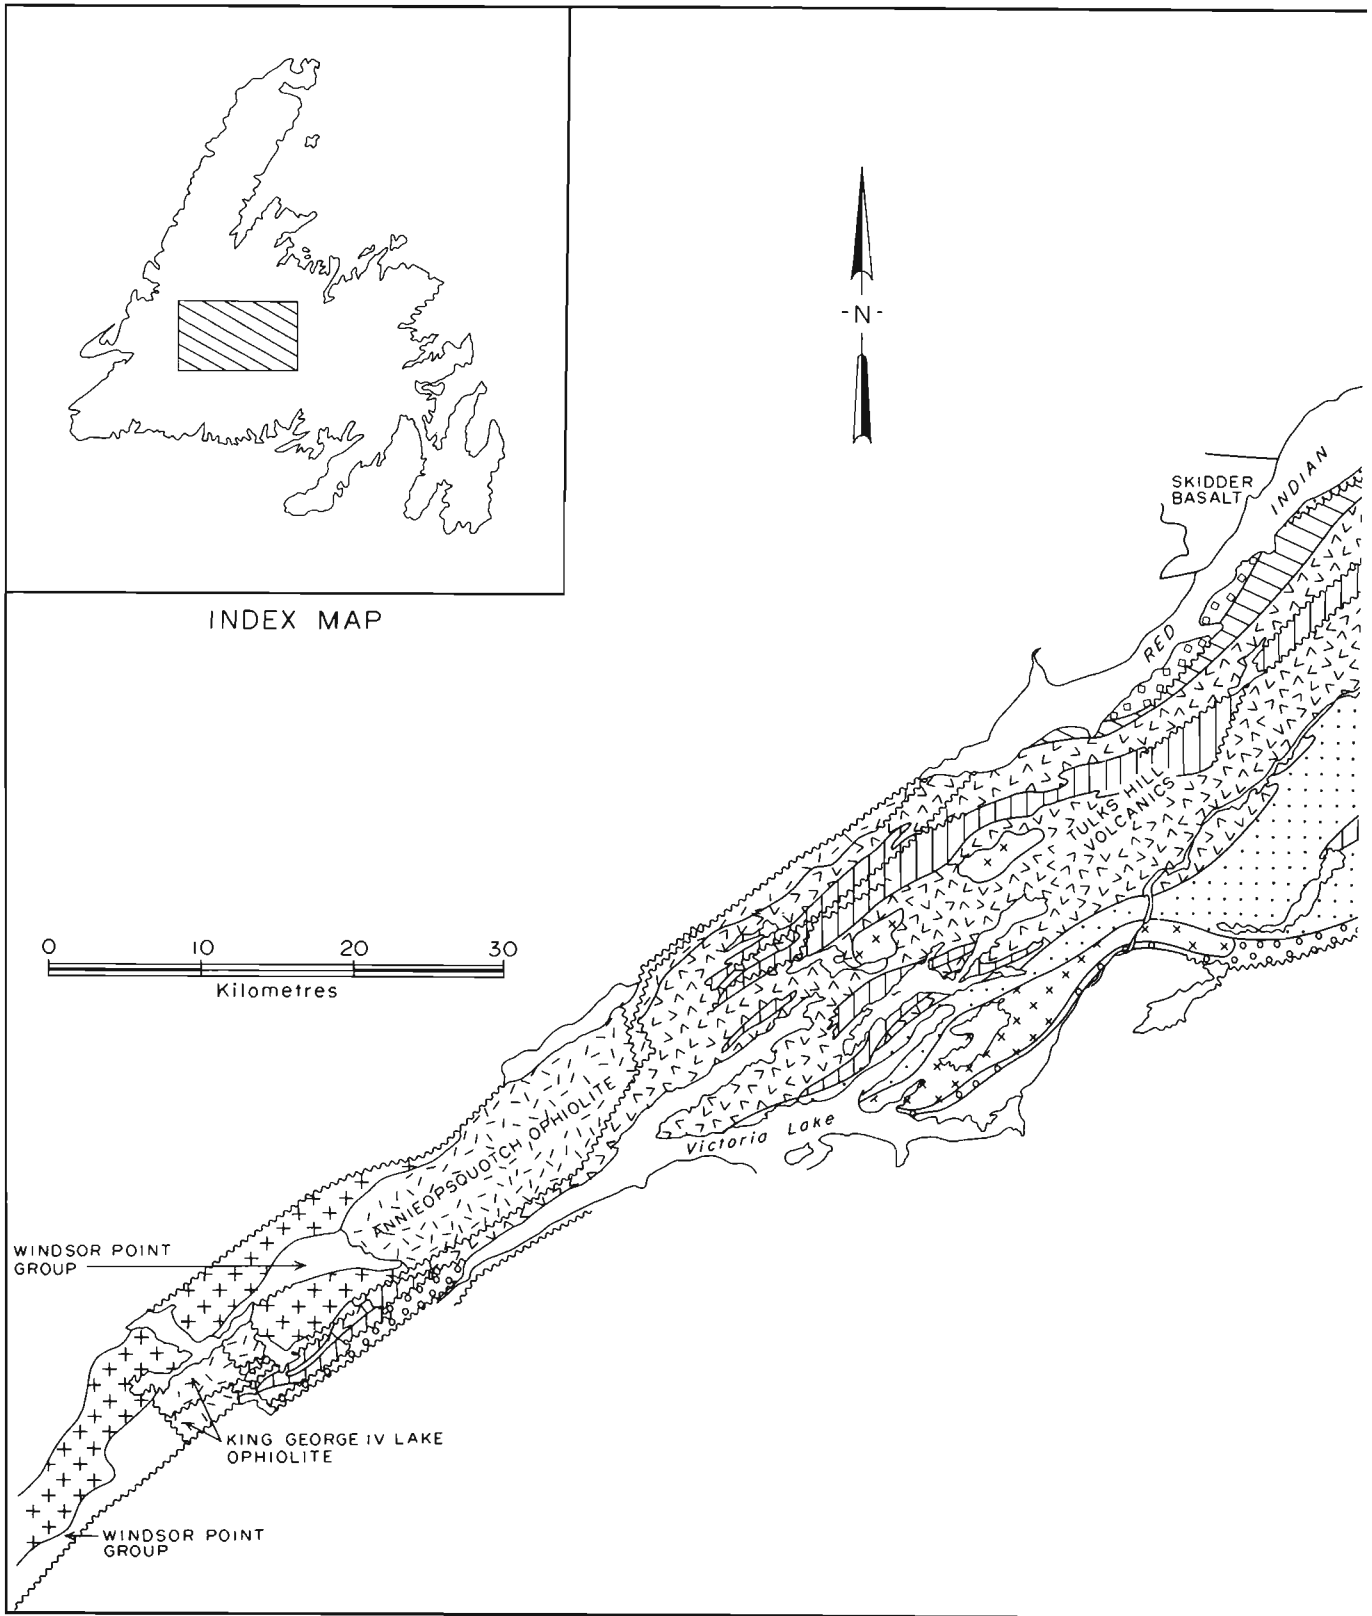 INDEX MAP
-N-
SKIDDER
BASALT
RED INDIAN
TULKS HILL
VOLCANICS
0 10 20 30
Kilometres
ANNIEOPSQUOTCH OPHIOLITE
Victoria Lake
WINDSOR POINT
GROUP
KING GEORGE IV LAKE
OPHIOLITE
WINDSOR POINT
GROUP